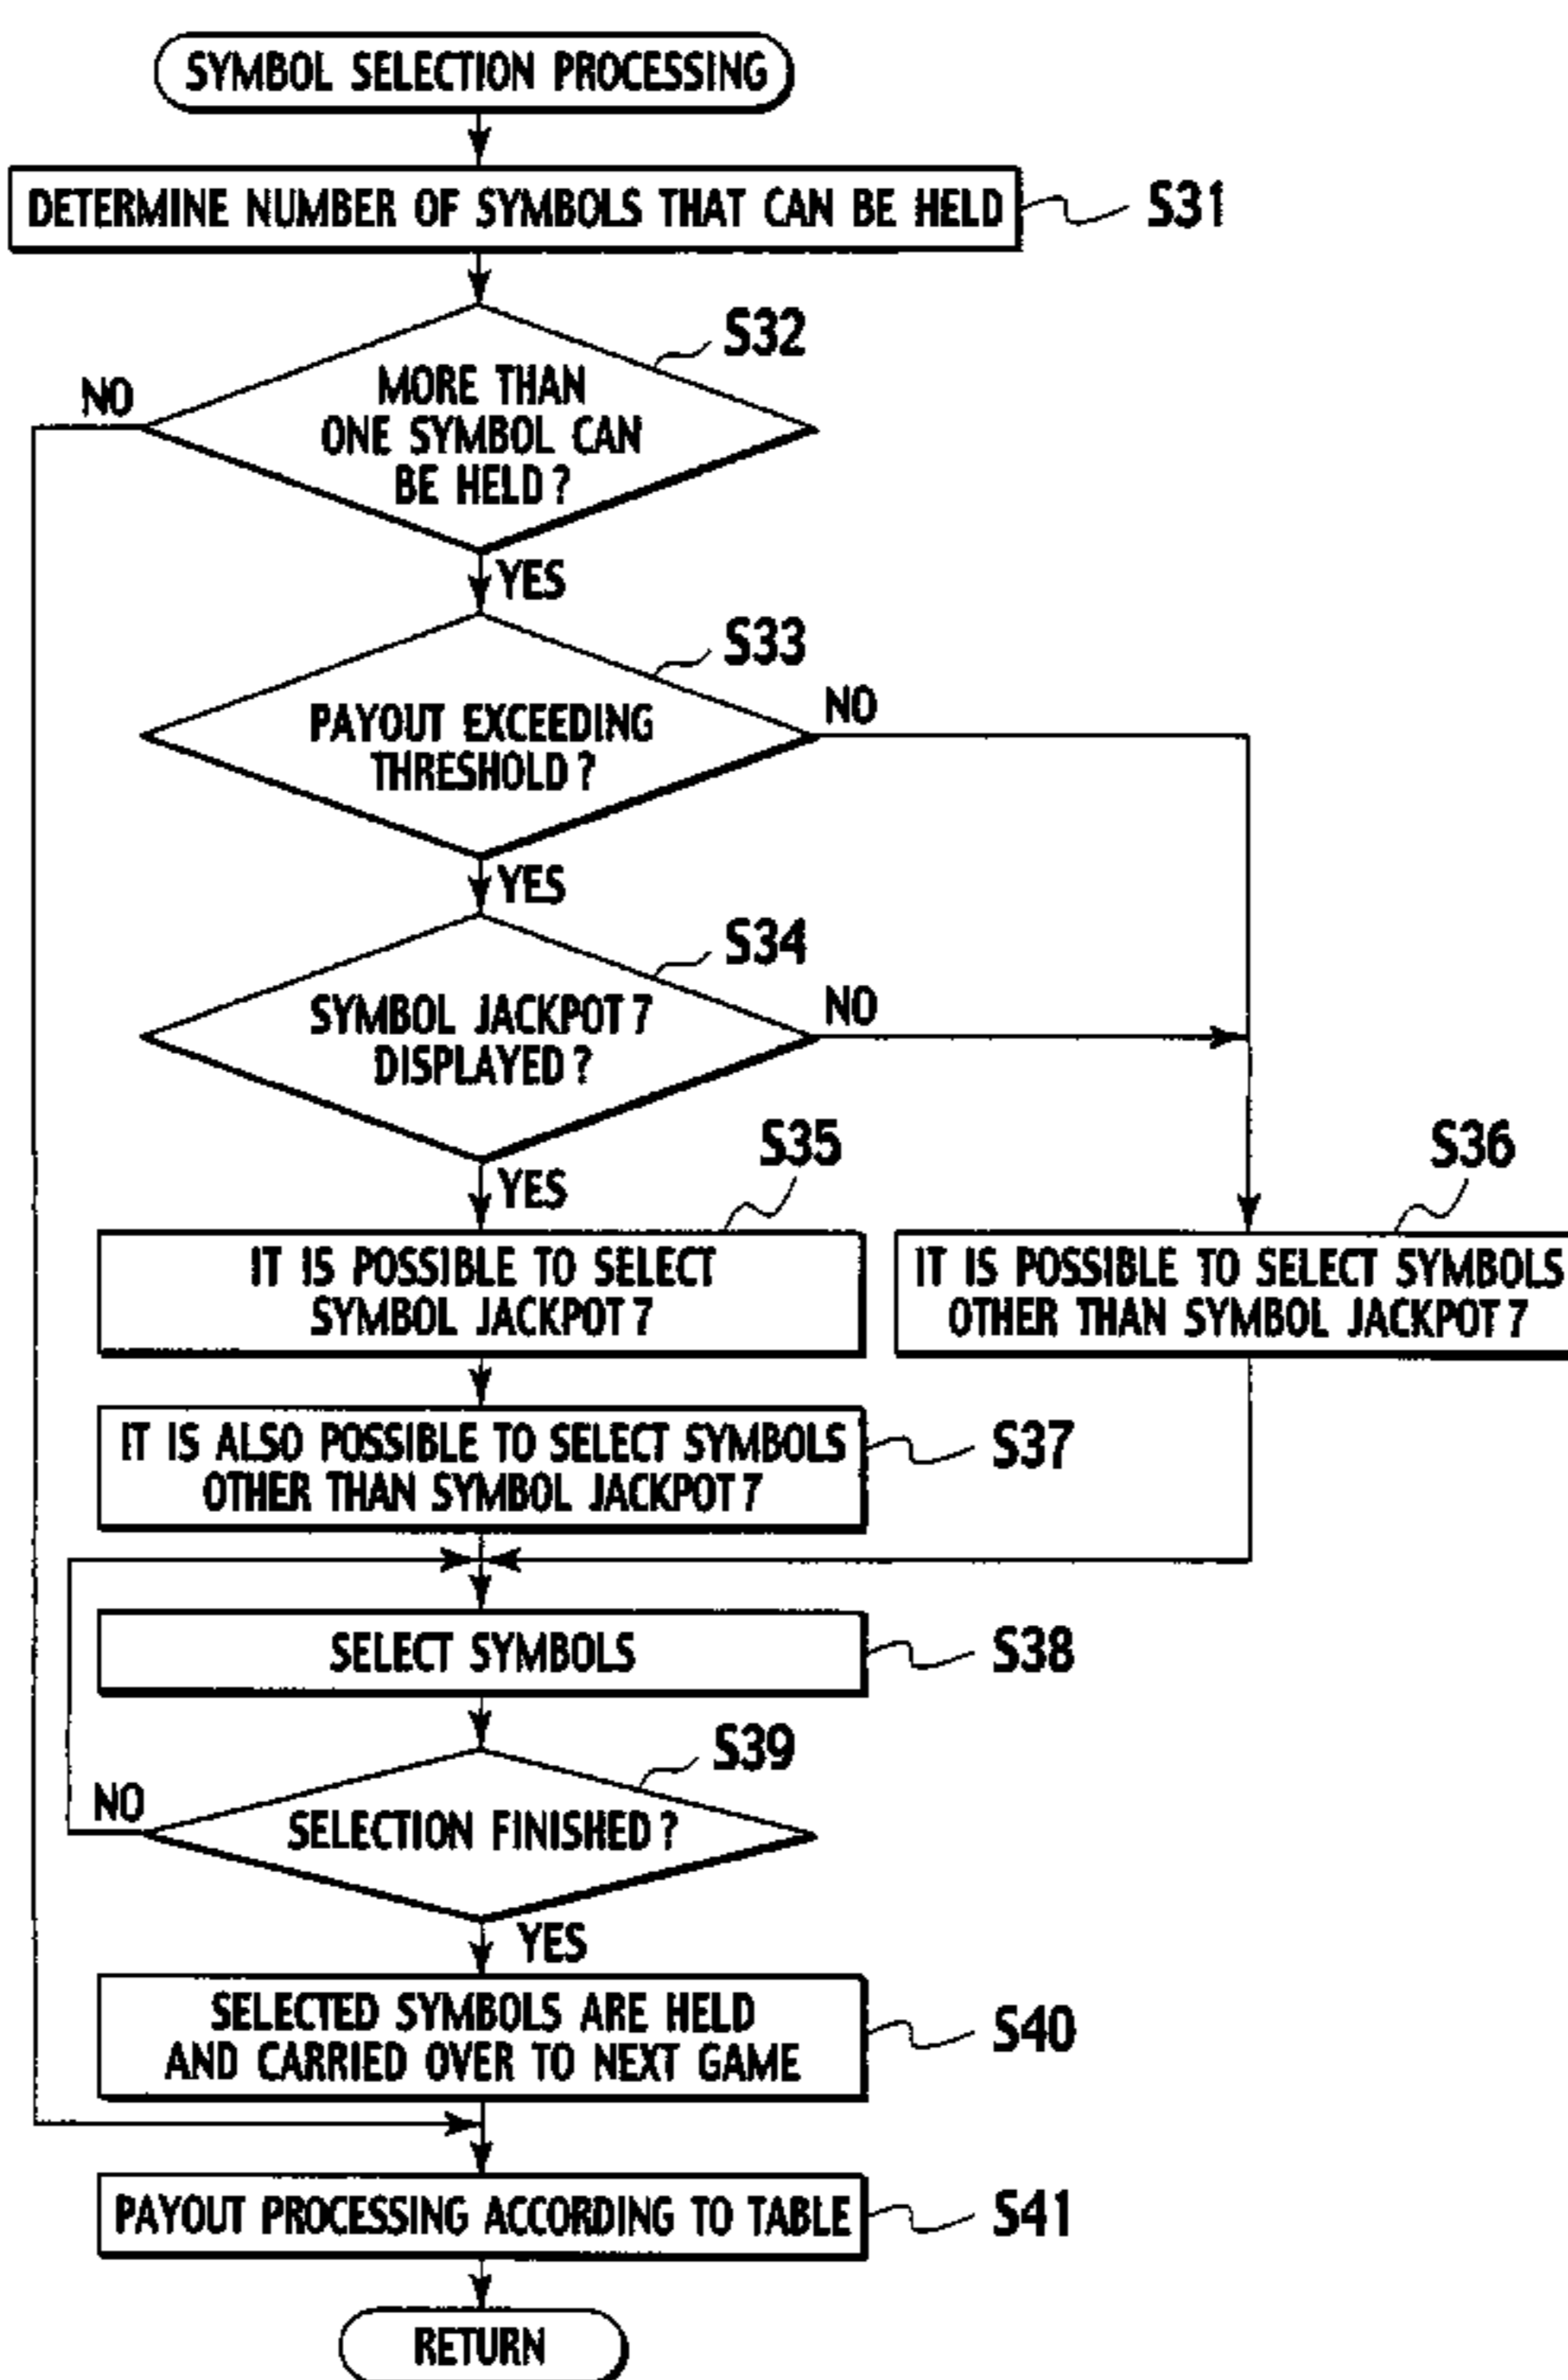 SYMBOL SELECTION PROCESSING
DETERMINE NUMBER OF SYMBOLS THAT CAN BE HELD
S31
S32
MORE THAN
ONE SYMBOL CAN
BE HELD?
NO
YES
S33
PAYOUT EXCEEDING
THRESHOLD?
NO
YES
S34
SYMBOL JACKPOT 7
DISPLAYED?
NO
YES
S35
IT IS POSSIBLE TO SELECT
SYMBOL JACKPOT 7
S36
IT IS POSSIBLE TO SELECT SYMBOLS
OTHER THAN SYMBOL JACKPOT 7
IT IS ALSO POSSIBLE TO SELECT SYMBOLS
OTHER THAN SYMBOL JACKPOT 7
S37
SELECT SYMBOLS
S38
S39
SELECTION FINISHED?
NO
YES
SELECTED SYMBOLS ARE HELD
AND CARRIED OVER TO NEXT GAME
S40
PAYOUT PROCESSING ACCORDING TO TABLE
S41
RETURN